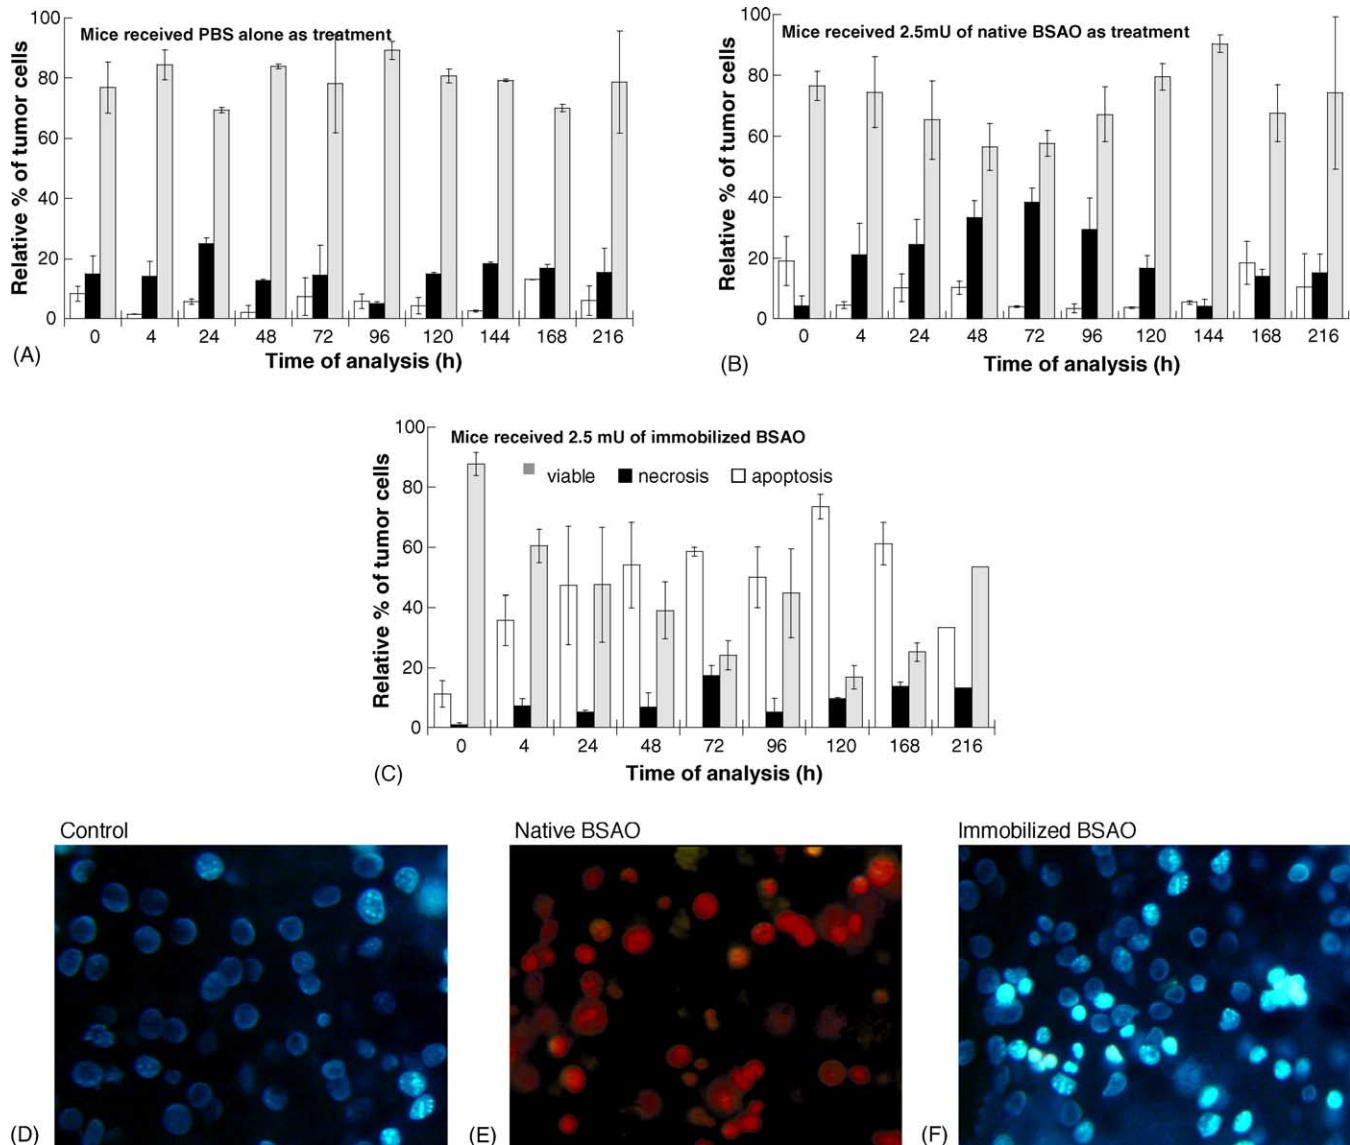 Mice received PBS alone as treatment
Relative % of tumor cells
100
80
60
40
20
0
0 4 24 48 72 96 120 144 168 216
Time of analysis (h)
(A)
Mice received 2.5mU of native BSAO as treatment
Relative % of tumor cells
100
80
60
40
20
0
0 4 24 48 72 96 120 144 168 216
Time of analysis (h)
(B)
Mice received 2.5 mU of immobilized BSAO
viable necrosis apoptosis
Relative % of tumor cells
100
80
60
40
20
0
0 4 24 48 72 96 120 168 216
Time of analysis (h)
(C)
Control
(D)
Native BSAO
(E)
Immobilized BSAO
(F)